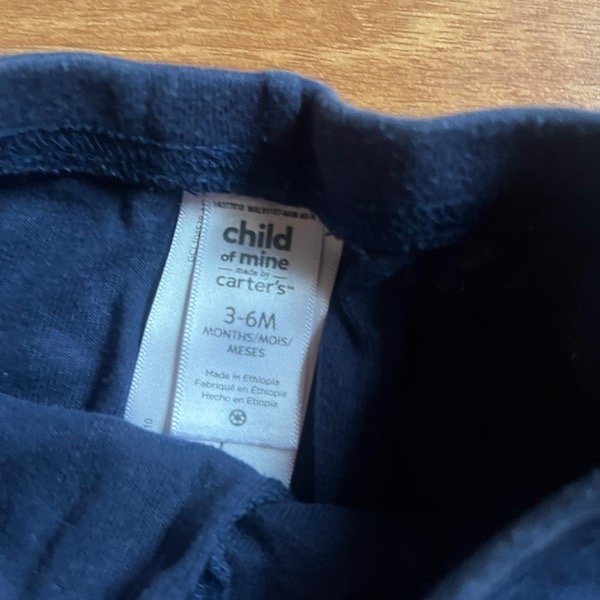 child
of mine
made by
carter's™
3-6M
MONTHS/MOIS/
MESES
Made in Ethiopia
Fabriqué en Éthiopie
Hecho en Etiopía